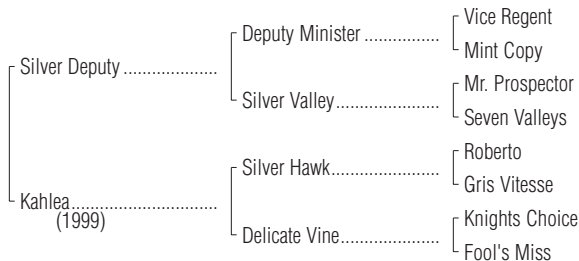 Vice Regent
Deputy Minister ................
Mint Copy
Silver Deputy ....................
Mr. Prospector
Silver Valley......................
Seven Valleys
Roberto
Silver Hawk.......................
Gris Vitesse
Kahlea...............................
(1999)
Knights Choice
Delicate Vine.....................
Fool's Miss